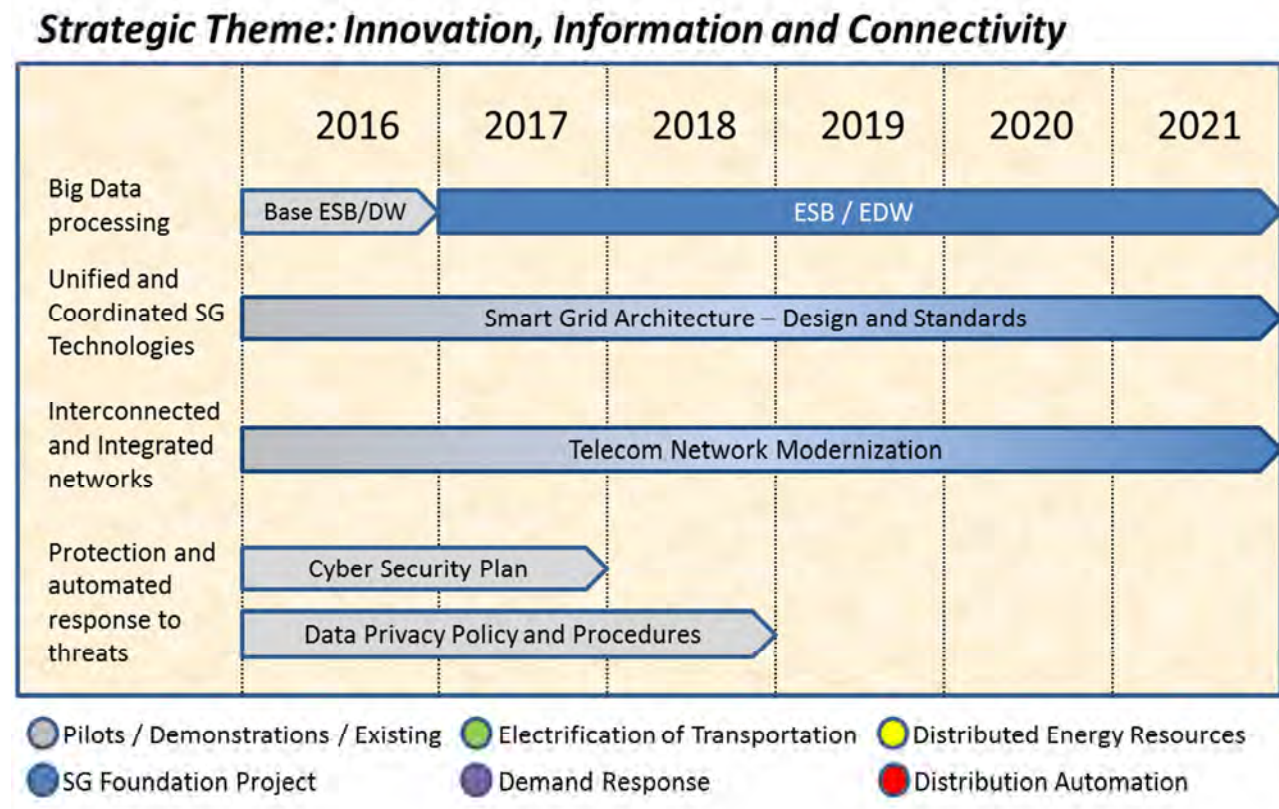 Strategic Theme: Innovation, Information and Connectivity
2016 2017 2018 2019 2020 2021
Big Data
processing
Base ESB/DW
ESB / EDW
Unified and
Coordinated SG
Technologies
Smart Grid Architecture – Design and Standards
Interconnected
and Integrated
networks
Telecom Network Modernization
Protection and
automated
response to
threats
Cyber Security Plan
Data Privacy Policy and Procedures
Pilots / Demonstrations / Existing
Electrification of Transportation
Distributed Energy Resources
SG Foundation Project
Demand Response
Distribution Automation